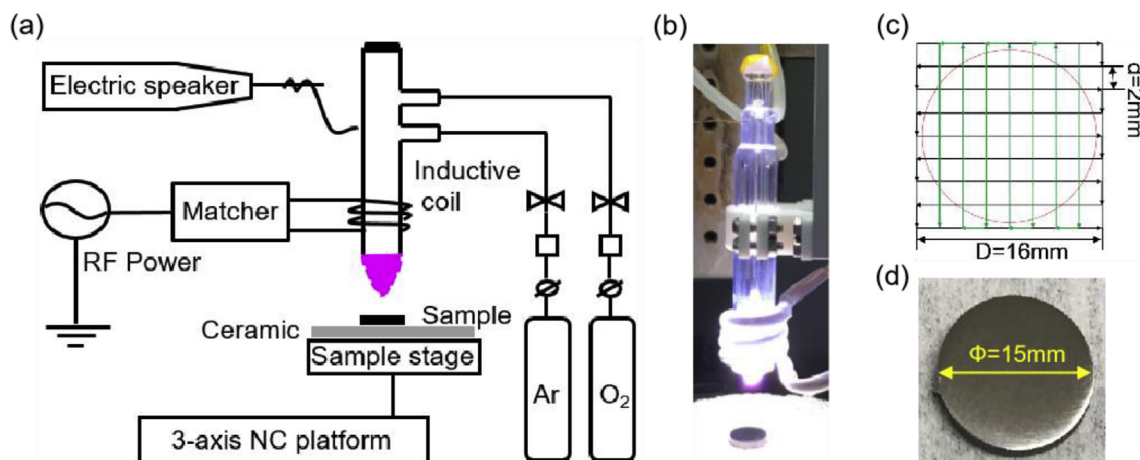 (a)
Electric speaker
Inductive
coil
Matcher
RF Power
Ceramic
Sample
Sample stage
3-axis NC platform
Ar
O₂
(b)
(c)
d=2mm
D=16mm
(d)
Φ=15mm